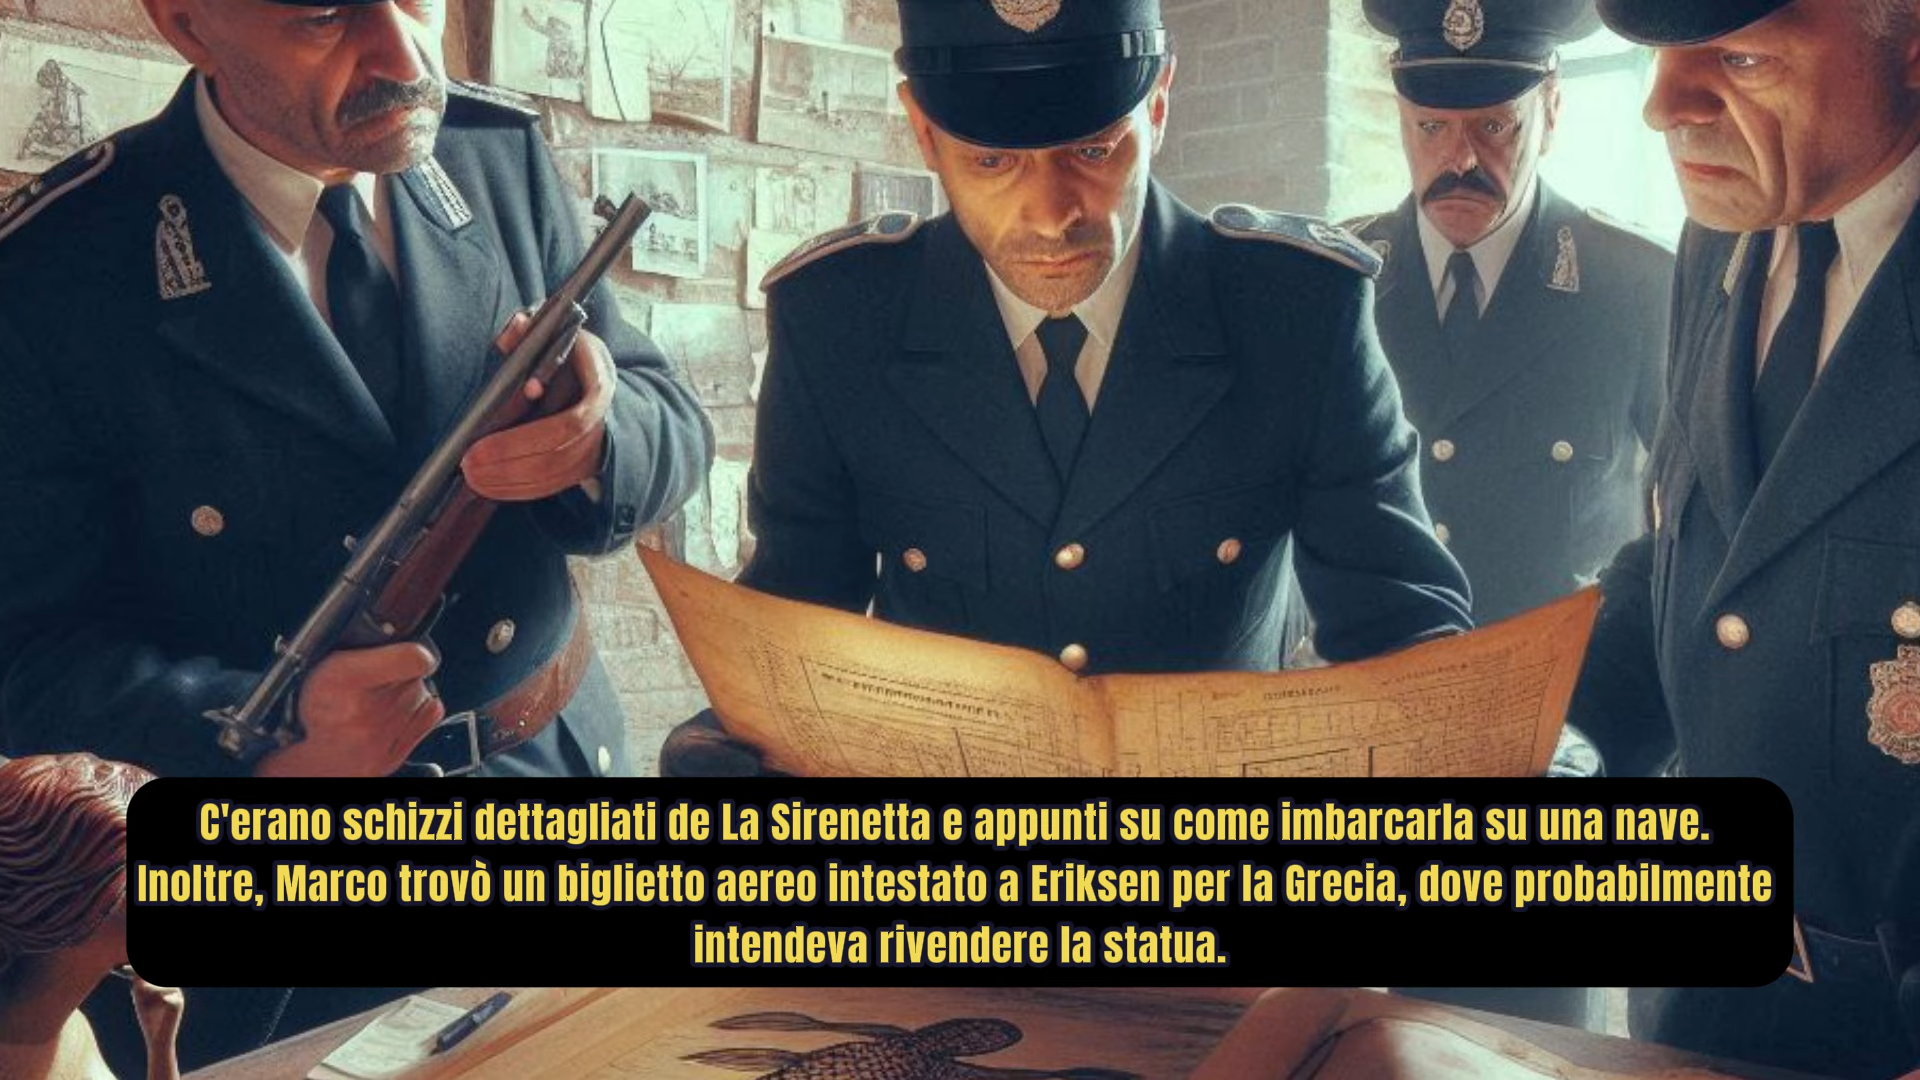 C'erano schizzi dettagliati de La Sirenetta e appunti su come imbarcarla su una nave.
Inoltre, Marco trovò un biglietto aereo intestato a Eriksen per la Grecia, dove probabilmente
intendeva rivendere la statua.